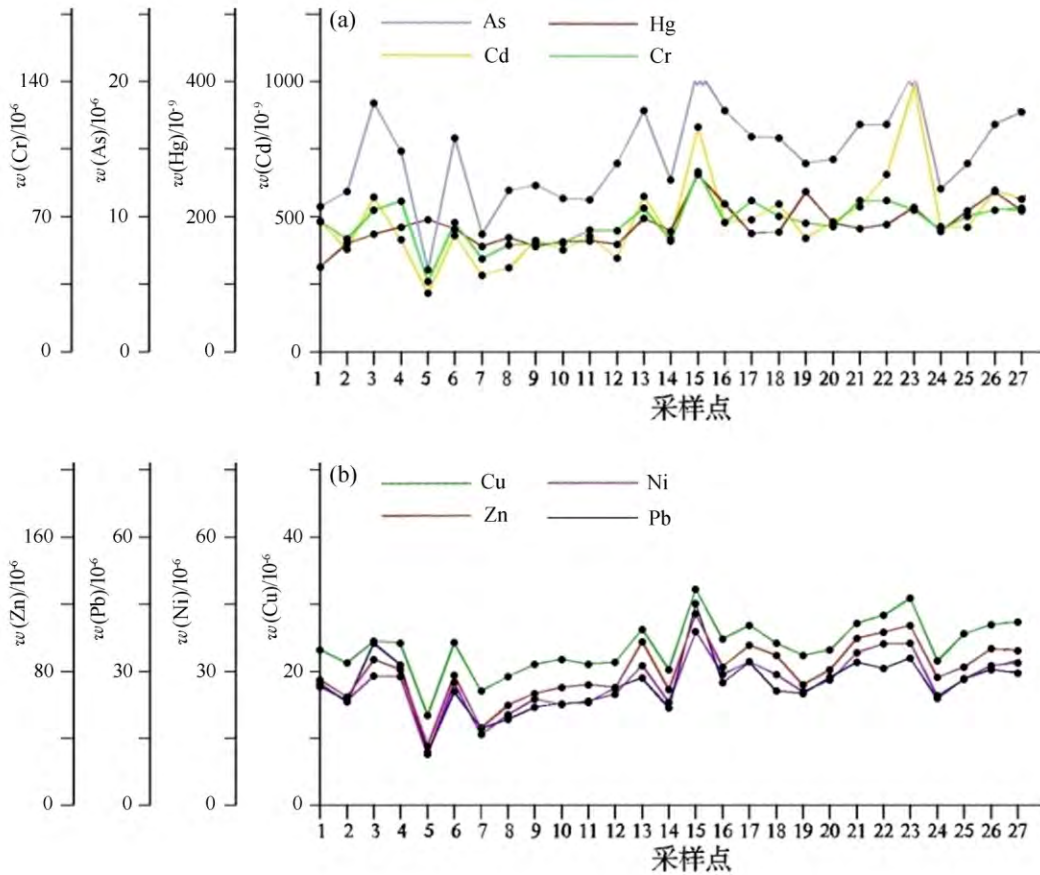 (a)
As
Hg
Cd
Cr
w(Cr)/10⁻⁶
w(As)/10⁻⁶
w(Hg)/10⁻⁹
w(Cd)/10⁻⁹
140 20 400 1000
70 10 200 500
0 0 0 0
1 2 3 4 5 6 7 8 9 10 11 12 13 14 15 16 17 18 19 20 21 22 23 24 25 26 27
采样点
(b)
Cu
Ni
Zn
Pb
w(Zn)/10⁻⁶
w(Pb)/10⁻⁶
w(Ni)/10⁻⁶
w(Cu)/10⁻⁶
160 60 60 40
80 30 30 20
0 0 0 0
1 2 3 4 5 6 7 8 9 10 11 12 13 14 15 16 17 18 19 20 21 22 23 24 25 26 27
采样点